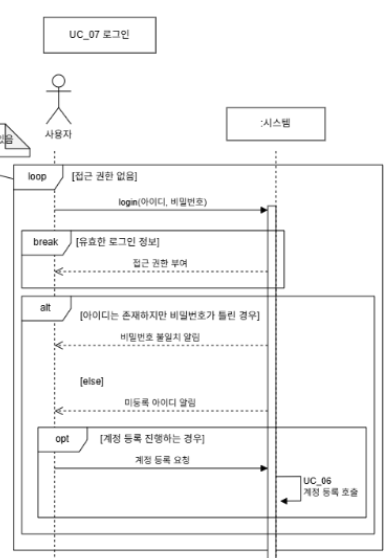 UC_07 로그인
사용자
:시스템
loop
[접근 권한 없음]
login(아이디, 비밀번호)
break
[유효한 로그인 정보]
접근 권한 부여
alt
[아이디는 존재하지만 비밀번호가 틀린 경우]
비밀번호 불일치 알림
[else]
미등록 아이디 알림
opt
[계정 등록 진행하는 경우]
계정 등록 요청
UC_06
계정 등록 호출